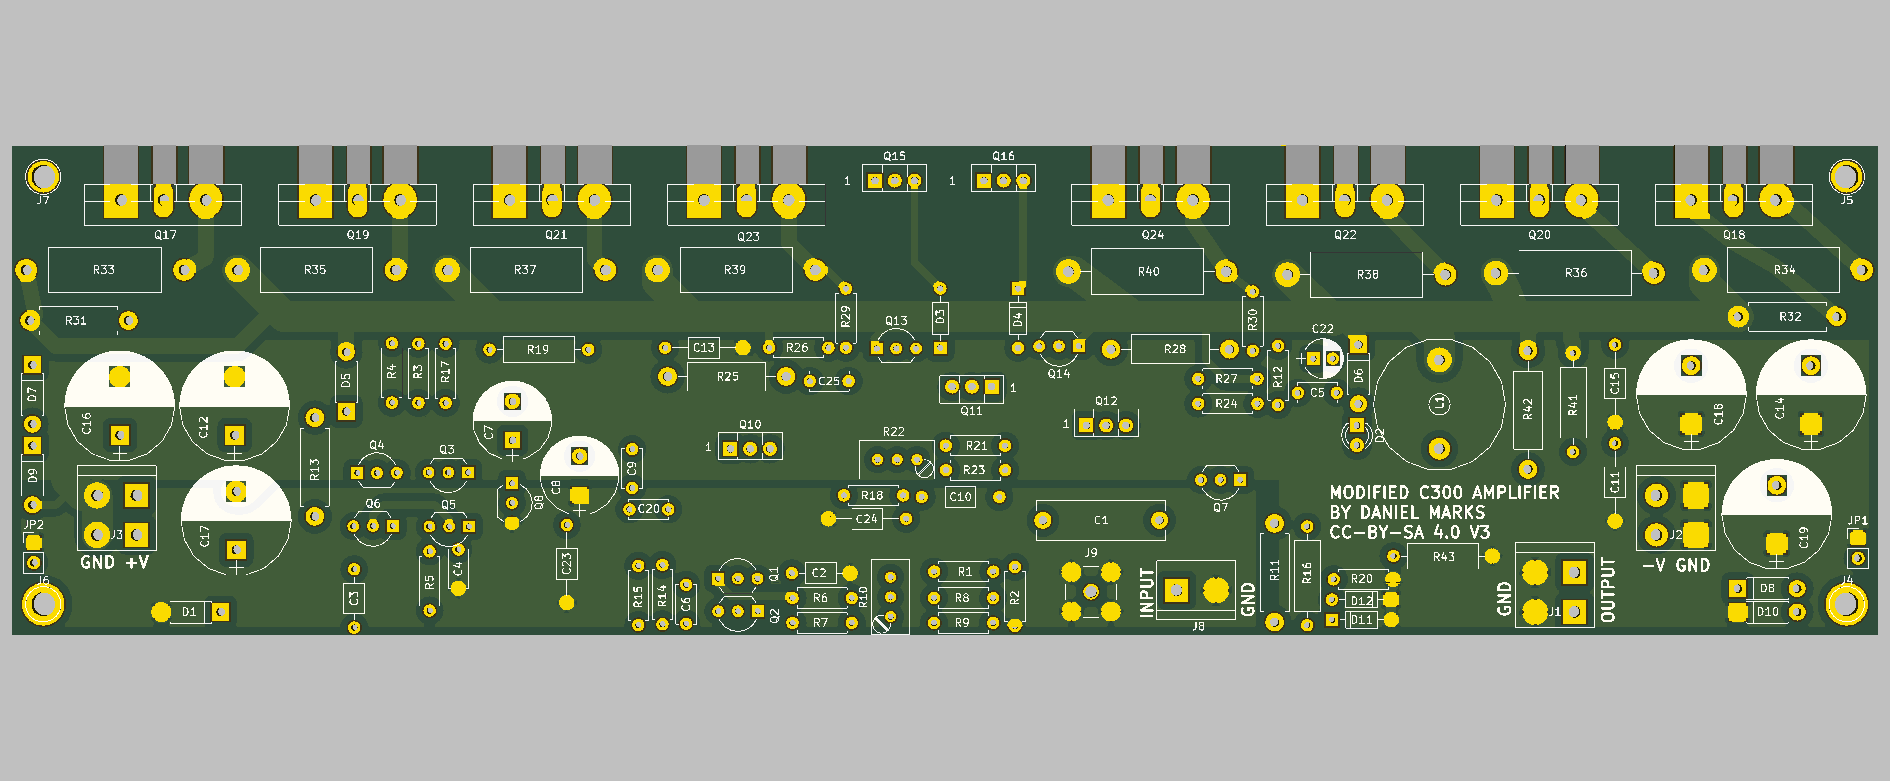 Q15 Q16
1 1
J7 J5
Q17 Q19 Q21 Q23 Q24 Q22 Q20 Q18
R33 R35 R37 R39 R40 R38 R36 R34
R31 R29 D3 D4 R30 R32
Q13 C22
R19 C13 R26 R28
Q14
D7 D5 R4 R3 R17 R25 C25 R27 R12 D6 C15
1
C5
C16 C12 C7 Q11 R24 L1 R42 R41 C18 C14
Q12
Q10 1
1 R22 D2
Q4 Q3 R21
D9 R13 C9 R23
C8 C11
R18 C10 MODIFIED C300 AMPLIFIER
Q6 Q5 Q8 C20 Q7
BY DANIEL MARKS
JP2 C24 C1 JP1
CC-BY-SA 4.0 V3
J3 C17 J2 C19
GND +V J9 R43 -V GND
C23
J6 R5 C4 Q1 C2 R1 R11 R16 R20 J4
INPUT GND GND OUTPUT
C3 R15 R14 C6 R6 R10 R8 R2 D12 D8
D1 Q2 D11 J1 D10
R7 R9 J8